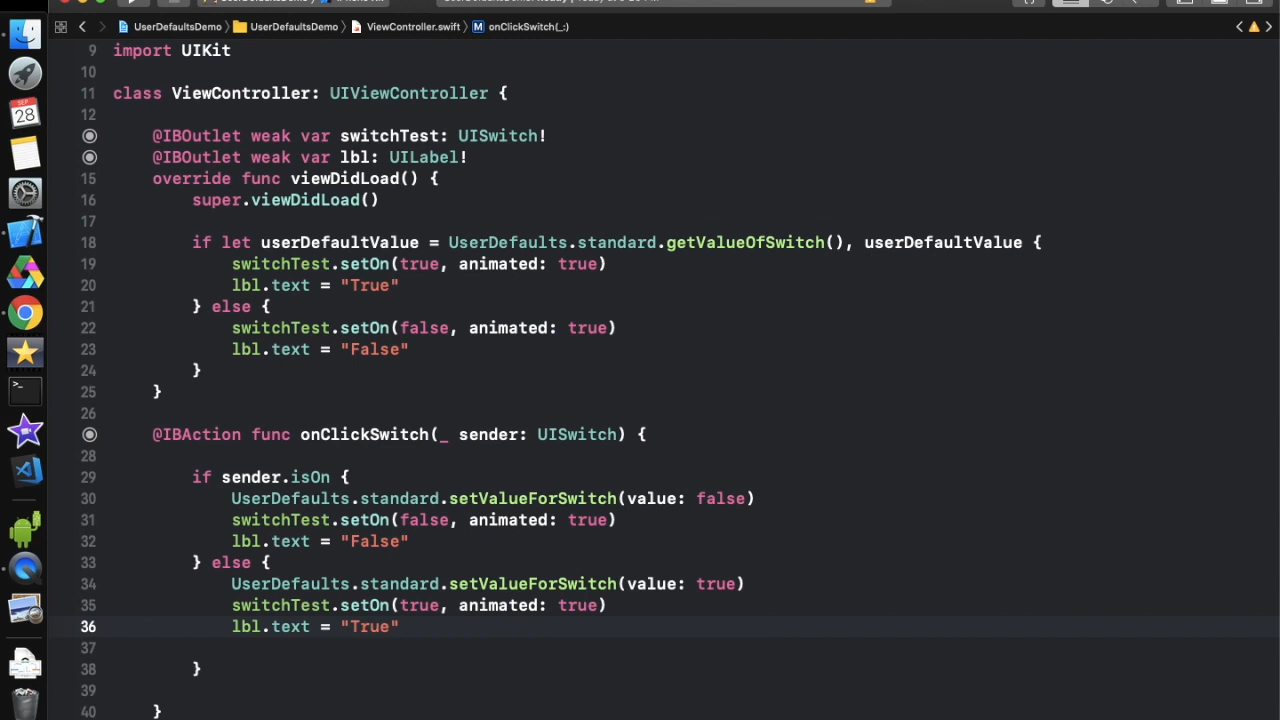 UserDefaultsDemo UserDefaultsDemo ViewController.swift onClickSwitch(_:)
9 import UIKit
10
11 class ViewController: UIViewController {
12
@IBOutlet weak var switchTest: UISwitch!
@IBOutlet weak var lbl: UILabel!
15 override func viewDidLoad() {
16 super.viewDidLoad()
17
18 if let userDefaultValue = UserDefaults.standard.getValueOfSwitch(), userDefaultValue {
19 switchTest.setOn(true, animated: true)
20 lbl.text = "True"
21 } else {
22 switchTest.setOn(false, animated: true)
23 lbl.text = "False"
24 }
25 }
26
@IBAction func onClickSwitch(_ sender: UISwitch) {
28
29 if sender.isOn {
30 UserDefaults.standard.setValueForSwitch(value: false)
31 switchTest.setOn(false, animated: true)
32 lbl.text = "False"
33 } else {
34 UserDefaults.standard.setValueForSwitch(value: true)
35 switchTest.setOn(true, animated: true)
36 lbl.text = "True"
37
38 }
39
40 }
SEP
28